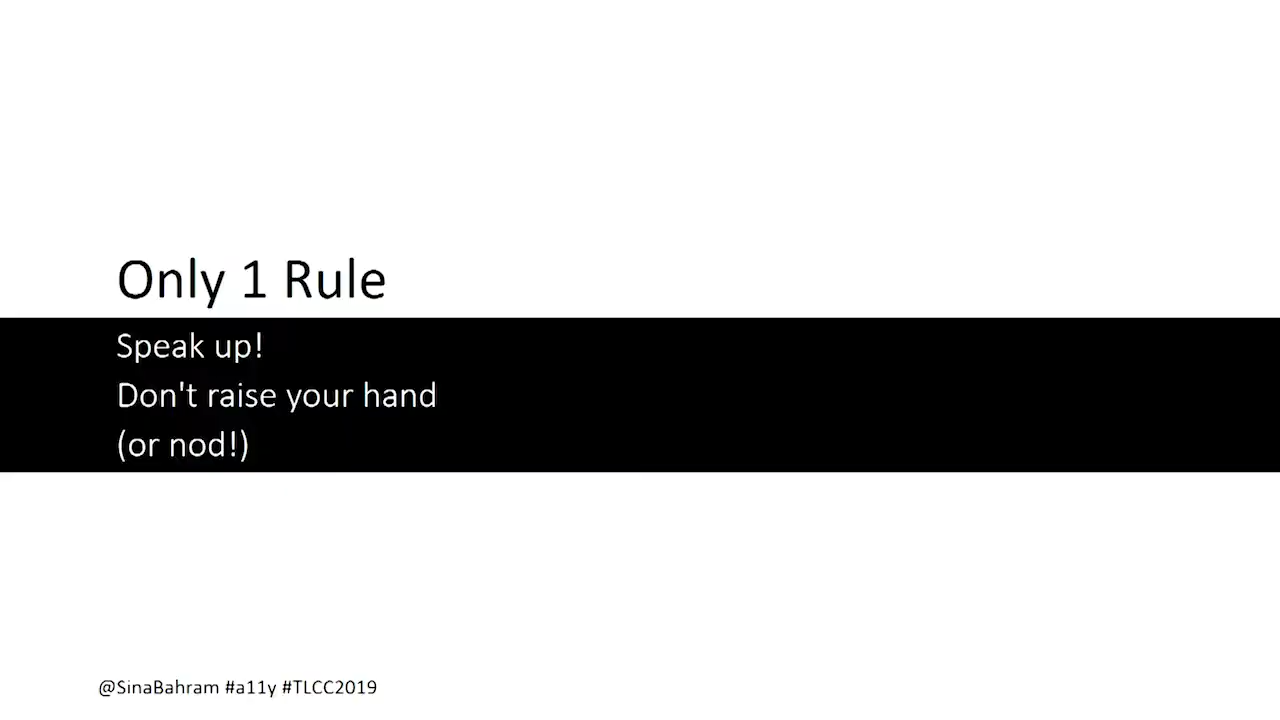 Only 1 Rule
Speak up!
Don't raise your hand
(or nod!)
@SinaBahram #a11y #TLCC2019